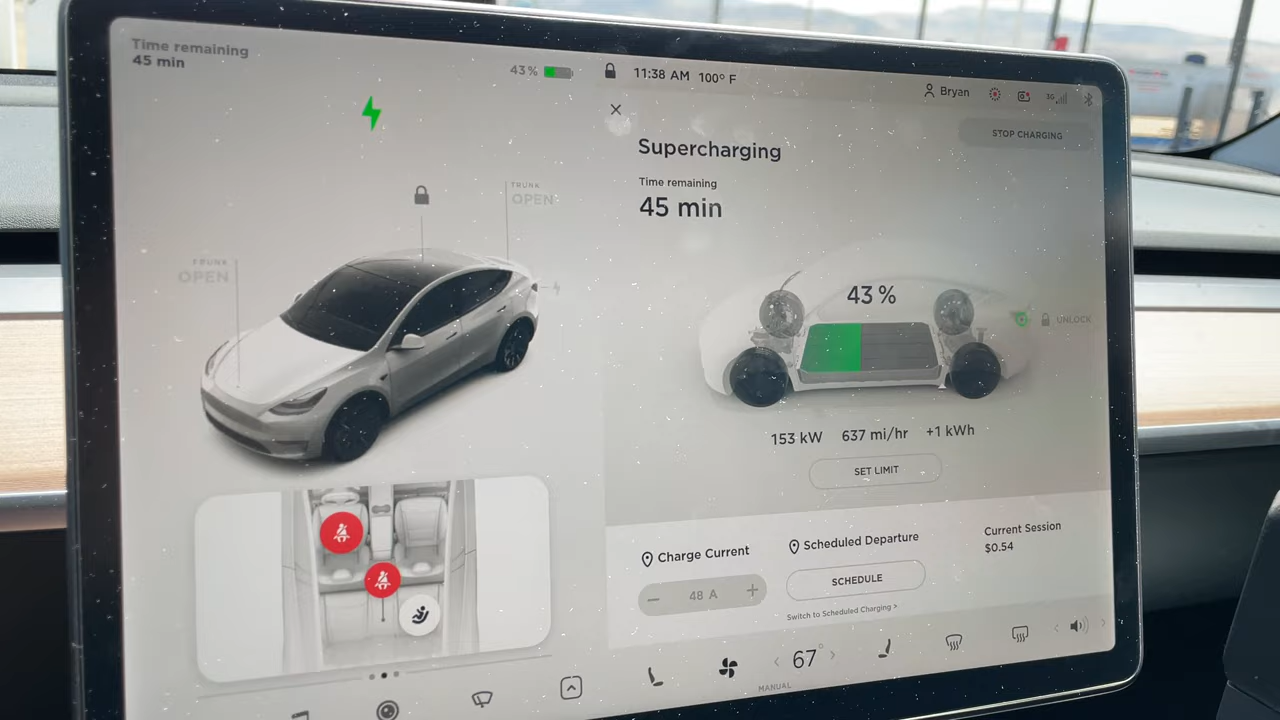 Time remaining
45 min
43 %
11:38 AM 100° F
Bryan
3G
STOP CHARGING
Supercharging
Time remaining
45 min
TRUNK
OPEN
FRUNK
OPEN
43 %
UNLOCK
153 kW 637 mi/hr +1 kWh
SET LIMIT
Charge Current
48 A
Scheduled Departure
SCHEDULE
Switch to Scheduled Charging >
Current Session
$0.54
67°
MANUAL